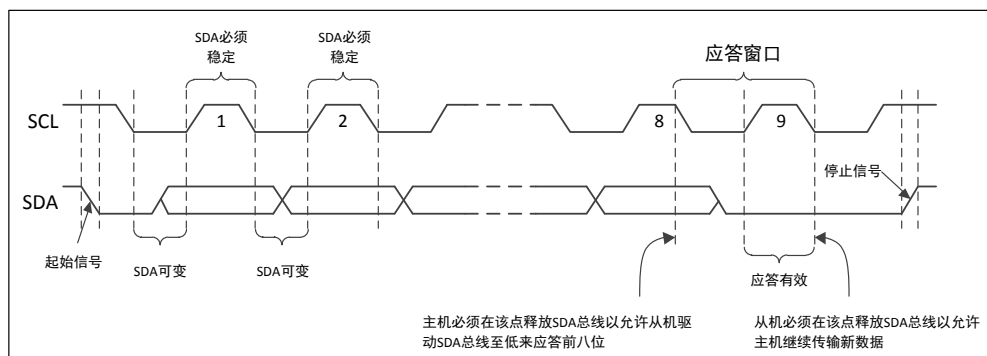 SDA必须
稳定
SDA必须
稳定
应答窗口
SCL
1
2
8
9
SDA
停止信号
起始信号
SDA可变
SDA可变
应答有效
主机必须在该点释放SDA总线以允许从机驱
动SDA总线至低来应答前八位
从机必须在该点释放SDA总线以允许
主机继续传输新数据